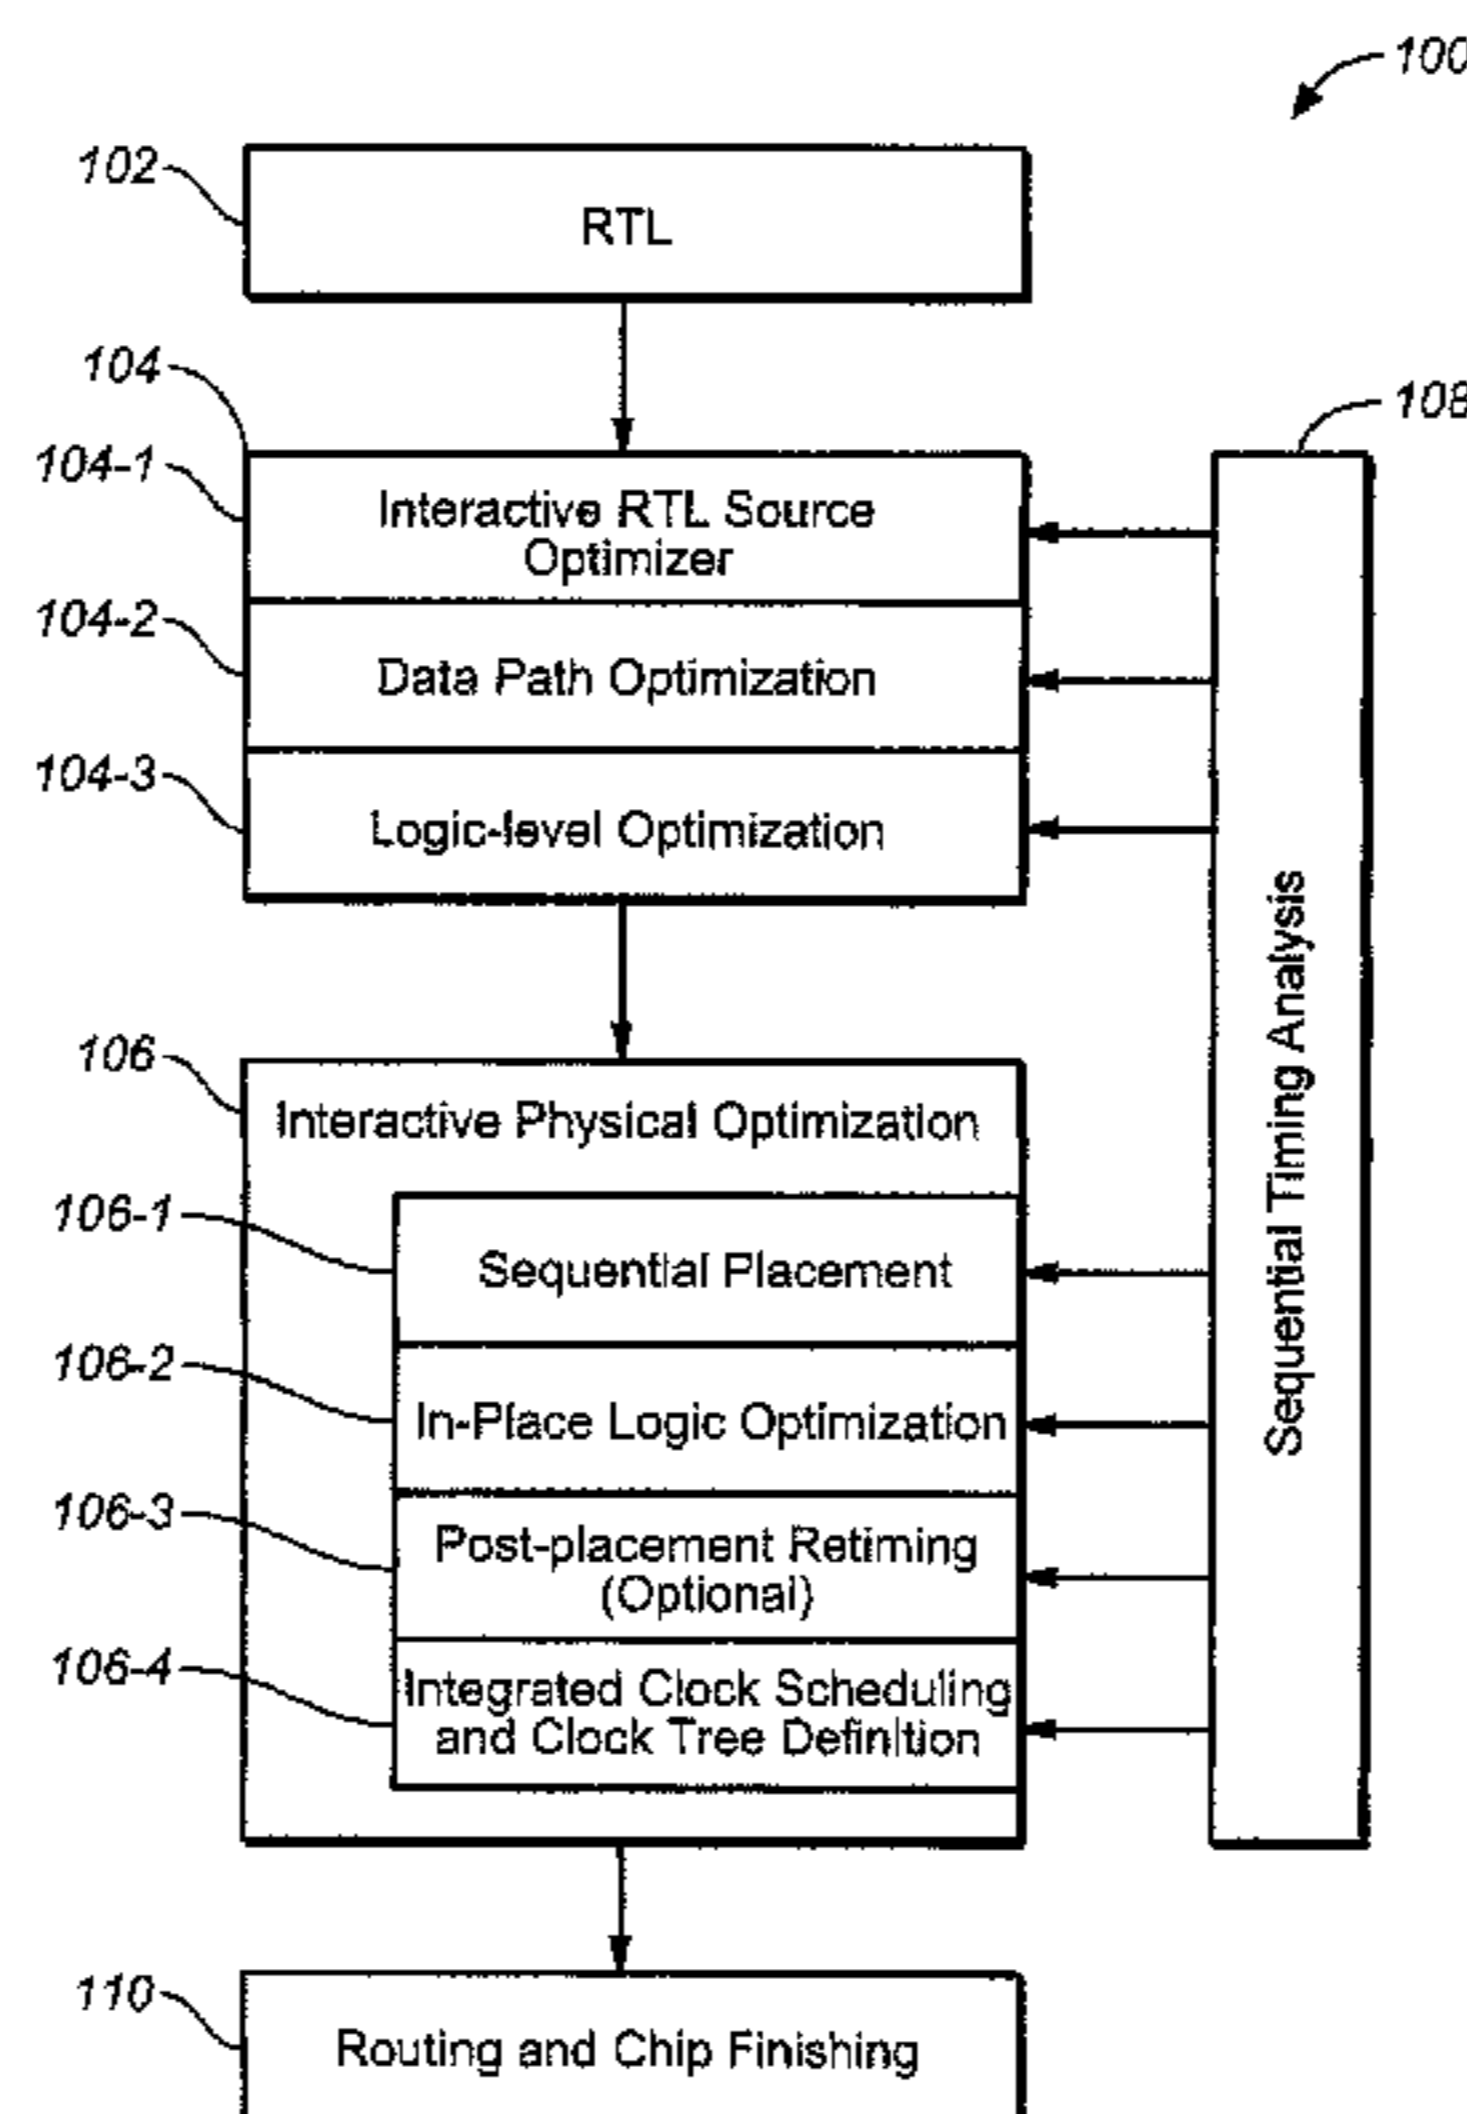 100
102
RTL
104
108
104-1
Interactive RTL Source
Optimizer
104-2
Data Path Optimization
104-3
Logic-level Optimization
Sequential Timing Analysis
106
Interactive Physical Optimization
106-1
Sequential Placement
106-2
In-Place Logic Optimization
106-3
Post-placement Retiming
(Optional)
106-4
Integrated Clock Scheduling
and Clock Tree Definition
110
Routing and Chip Finishing